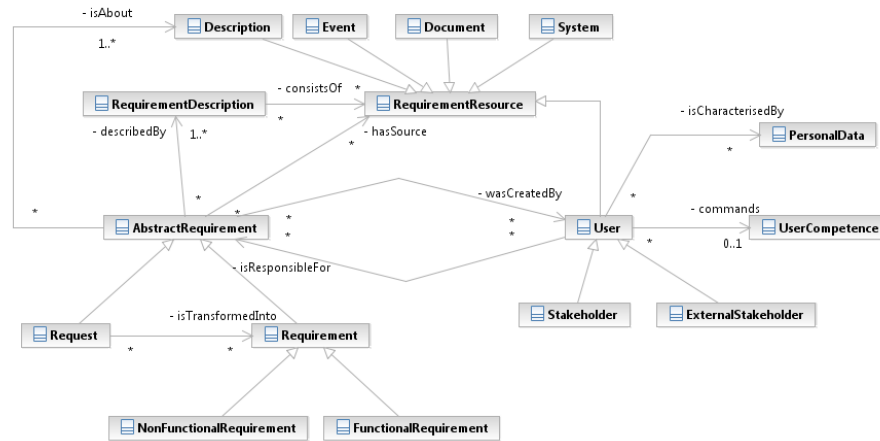 - isAbout
1..*
Description
Event
Document
System
RequirementDescription
- consistsOf
*
*
RequirementResource
- describedBy
1..*
- hasSource
*
- isCharacterisedBy
*
PersonalData
*
*
AbstractRequirement
*
*
*
- wasCreatedBy
*
*
User
*
- commands
*
0..1
UserCompetence
- isResponsibleFor
Stakeholder
ExternalStakeholder
Request
- isTransformedInto
*
*
Requirement
NonFunctionalRequirement
FunctionalRequirement